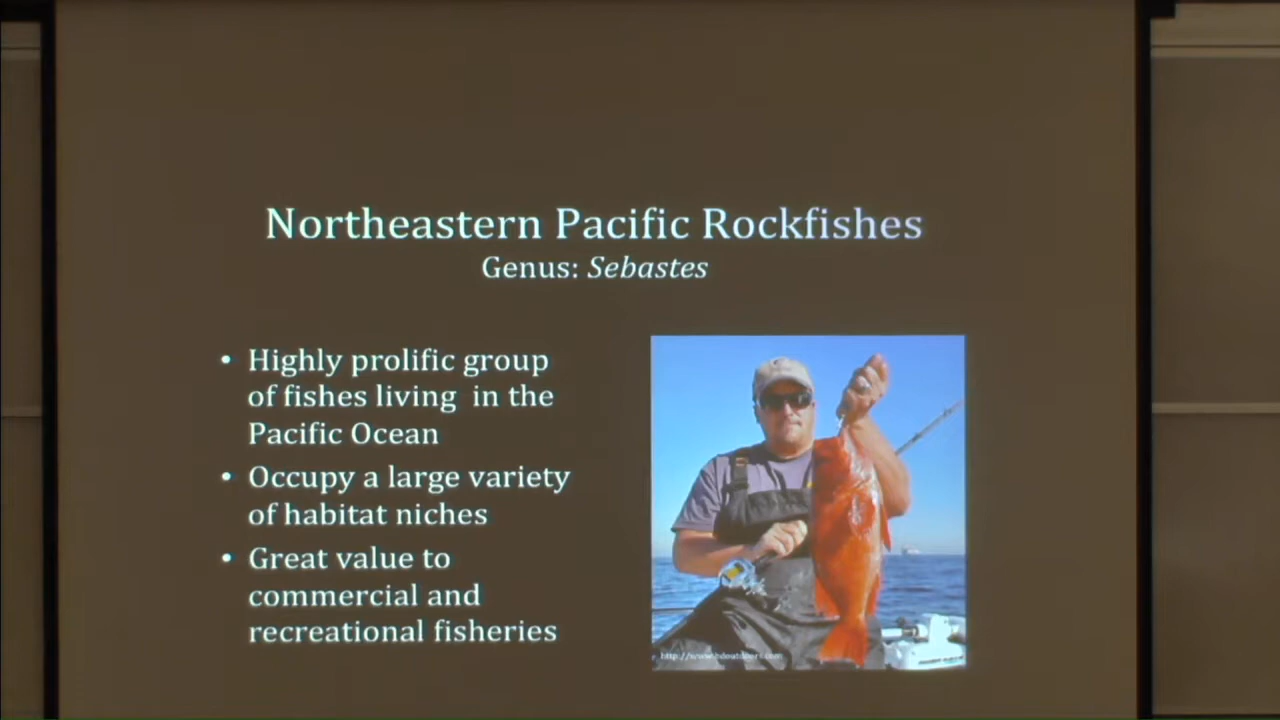 Northeastern Pacific Rockfishes
Genus: Sebastes
• Highly prolific group
of fishes living in the
Pacific Ocean
• Occupy a large variety
of habitat niches
• Great value to
commercial and
recreational fisheries